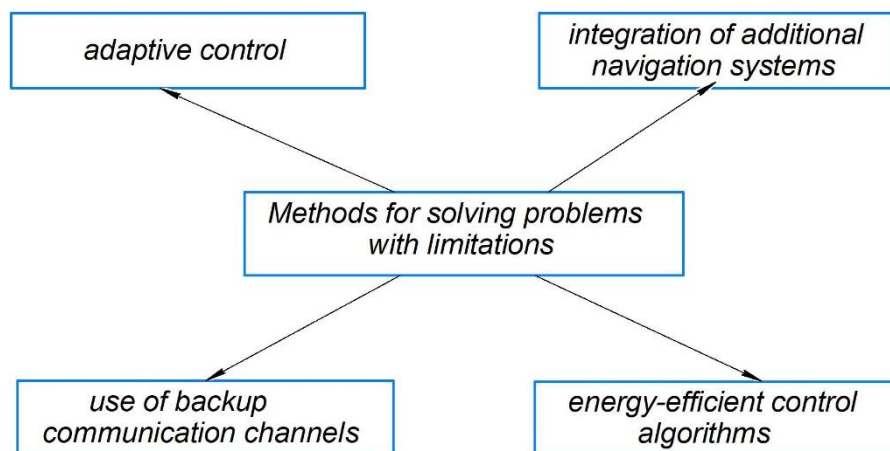 adaptive control
integration of additional
navigation systems
Methods for solving problems
with limitations
use of backup
communication channels
energy-efficient control
algorithms